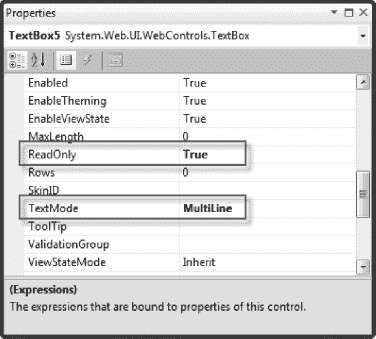 Properties
TextBox5 System.Web.UI.WebControls.TextBox
Enabled True
EnableTheming True
EnableViewState True
MaxLength 0
ReadOnly True
Rows 0
SkinID
TextMode MultiLine
ToolTip
ValidationGroup
ViewStateMode Inherit
(Expressions)
The expressions that are bound to properties of this control.